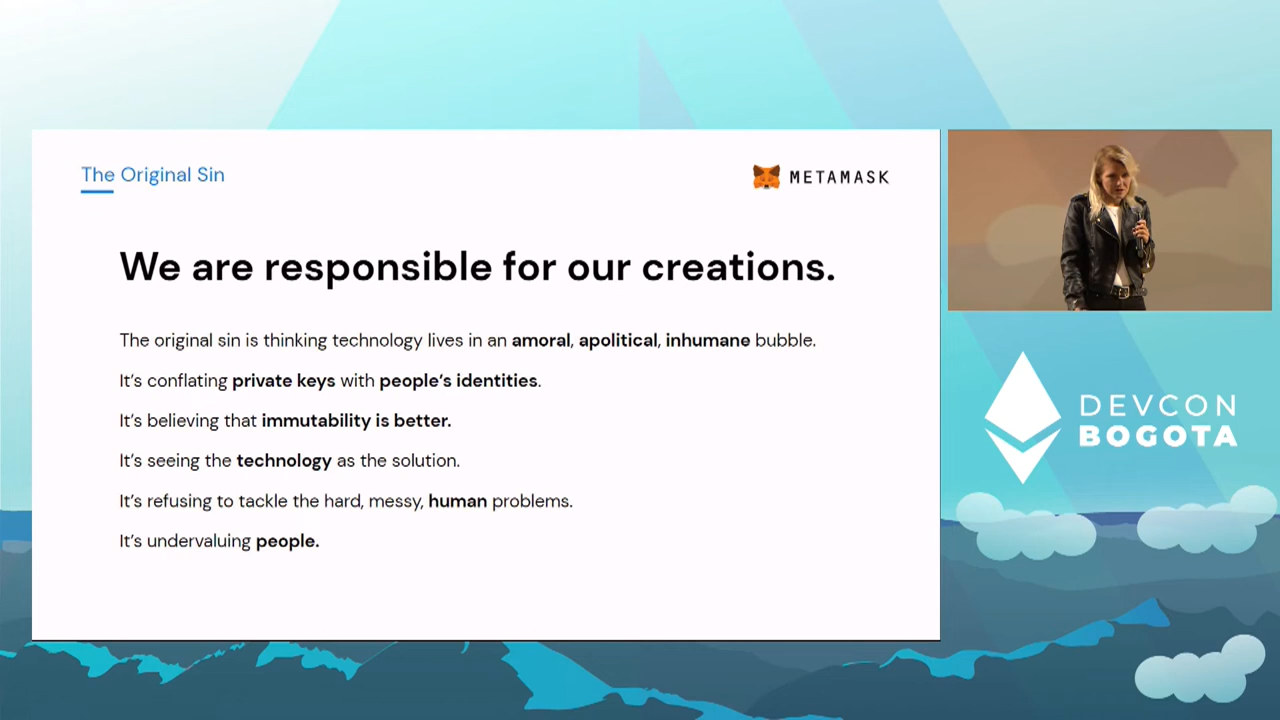 The Original Sin
METAMASK
We are responsible for our creations.
The original sin is thinking technology lives in an amoral, apolitical, inhumane bubble.
It’s conflating private keys with people’s identities.
It’s believing that immutability is better.
It’s seeing the technology as the solution.
It’s refusing to tackle the hard, messy, human problems.
It’s undervaluing people.
DEVCON
BOGOTA